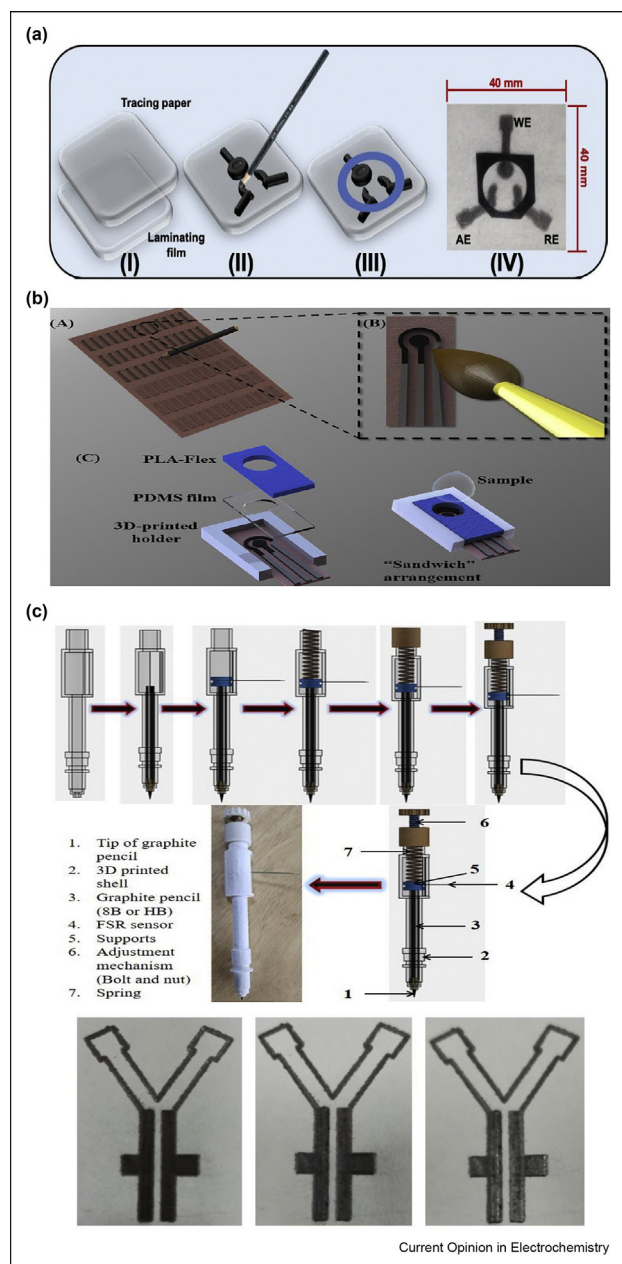 (a)
40 mm
Tracing paper
WE
40 mm
Laminating
film
AE
RE
(I)
(II)
(III)
(IV)
(b)
(A)
(B)
(C)
PLA-Flex
Sample
PDMS film
3D-printed
holder
“Sandwich”
arrangement
(c)
1. Tip of graphite
pencil
2. 3D printed
shell
3. Graphite pencil
(8B or HB)
4. FSR sensor
5. Supports
6. Adjustment
mechanism
(Bolt and nut)
7. Spring
6
7
5
4
3
2
1
Current Opinion in Electrochemistry